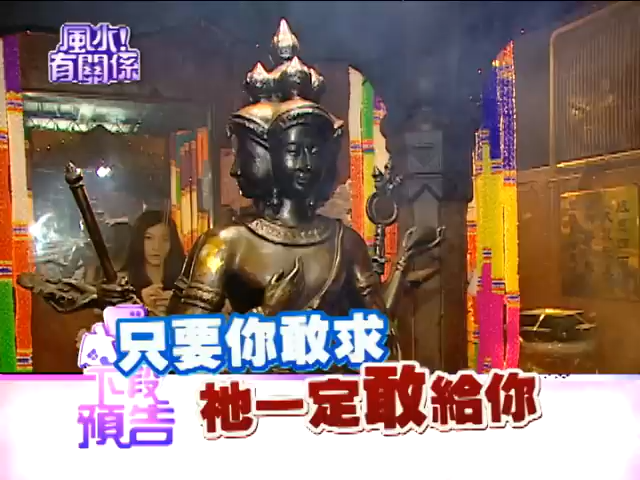 風水!
有關係
只要你敢求
下段
預告
祂一定敢給你